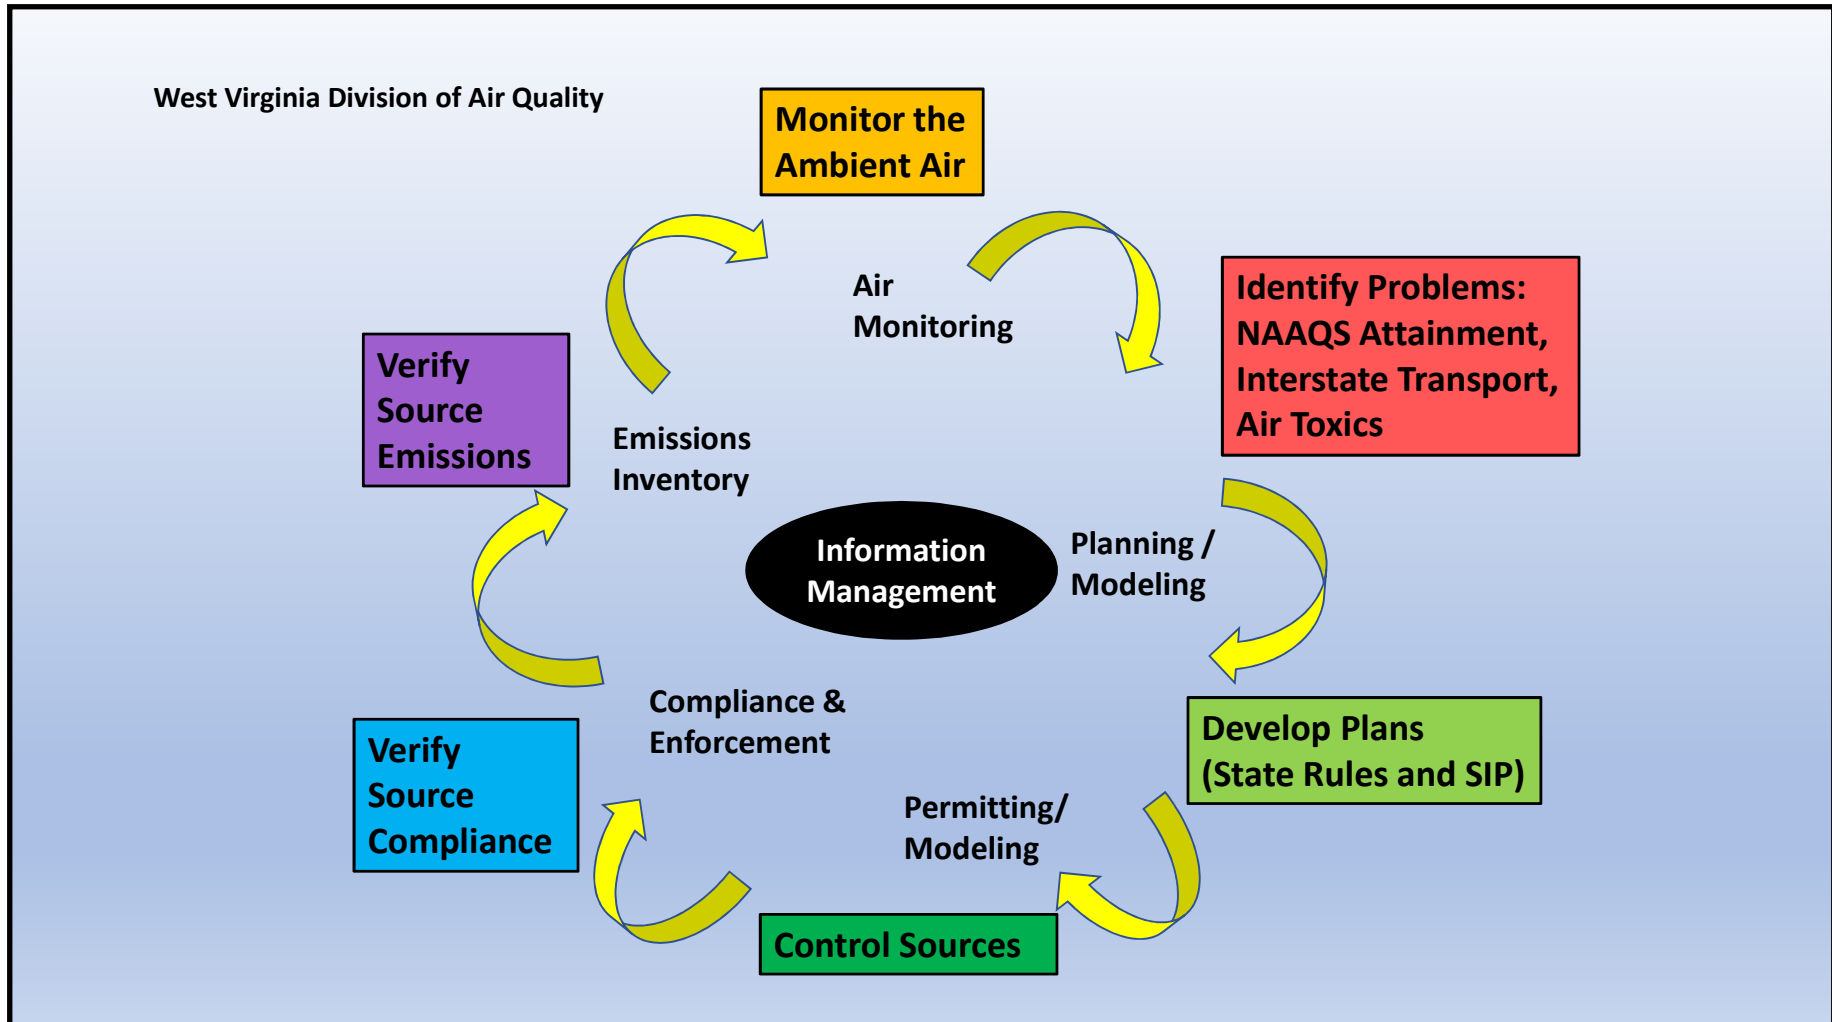 West Virginia Division of Air Quality
Monitor the
Ambient Air
Air
Monitoring
Identify Problems:
NAAQS Attainment,
Interstate Transport,
Air Toxics
Verify
Source
Emissions
Emissions
Inventory
Information
Management
Planning /
Modeling
Compliance &
Enforcement
Develop Plans
(State Rules and SIP)
Verify
Source
Compliance
Permitting/
Modeling
Control Sources